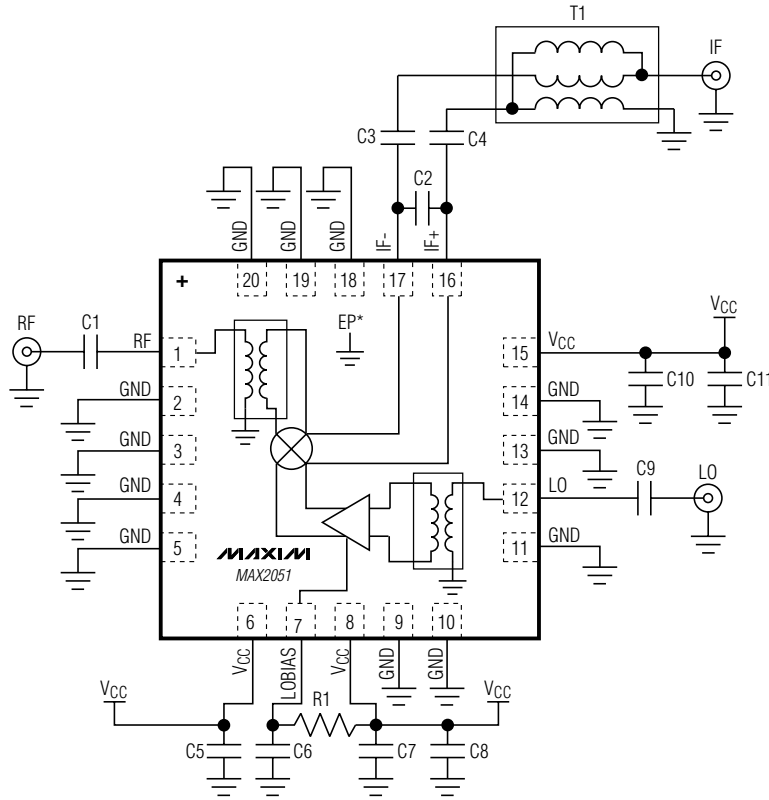 T1
IF
C3
C4
C2
GND
GND
GND
IF-
IF+
+
20
19
18
17
16
RF
C1
RF
1
EP*
VCC
15
VCC
C10
C11
GND
2
14
GND
GND
3
13
GND
C9
LO
GND
4
12
LO
GND
5
MAXIM
MAX2051
11
GND
6
7
8
9
10
VCC
LOBIAS
VCC
GND
GND
VCC
R1
VCC
C5
C6
C7
C8